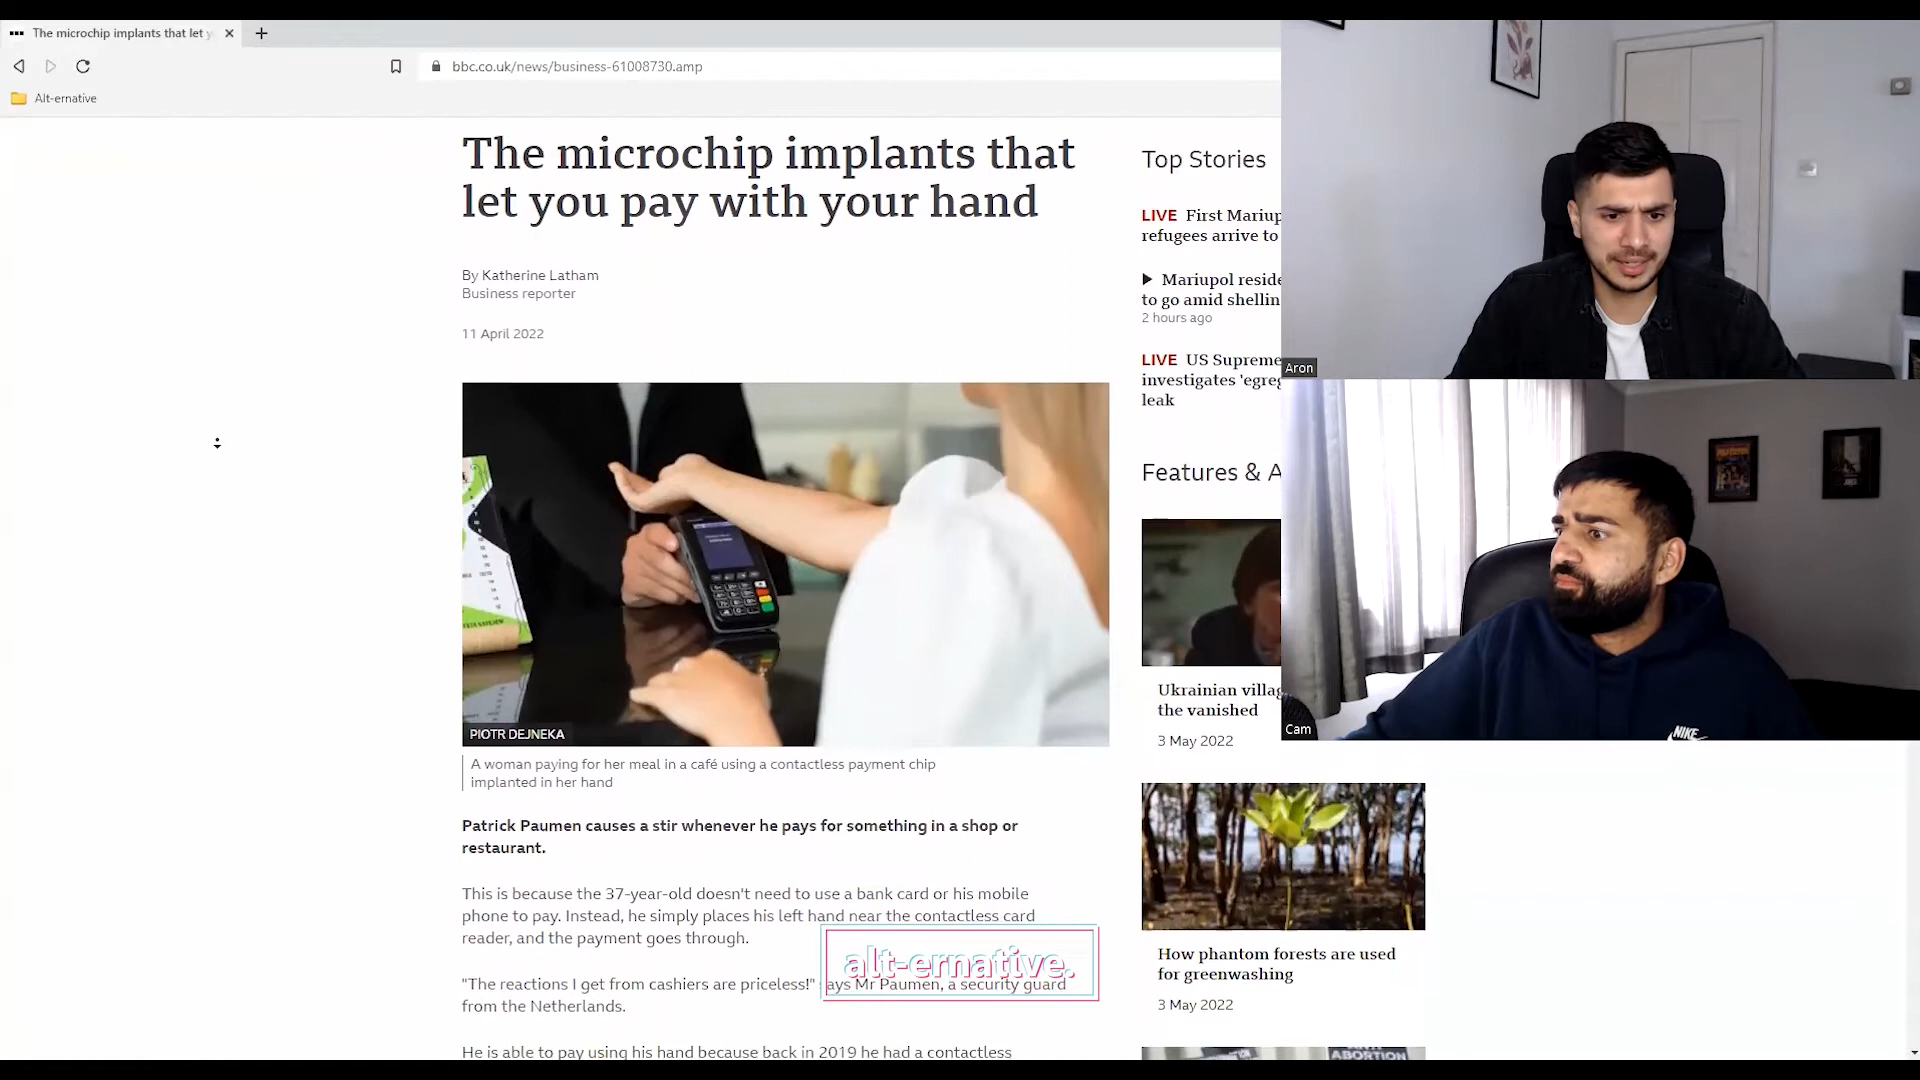 The microchip implants that let y
Alt-ernative
bbc.co.uk/news/business-61008730.amp
The microchip implants that
let you pay with your hand
By Katherine Latham
Business reporter
11 April 2022
PIOTR DEJNEKA
A woman paying for her meal in a café using a contactless payment chip
implanted in her hand
Patrick Paumen causes a stir whenever he pays for something in a shop or
restaurant.
This is because the 37-year-old doesn't need to use a bank card or his mobile
phone to pay. Instead, he simply places his left hand near the contactless card
reader, and the payment goes through.
"The reactions I get from cashiers are priceless!" says Mr Paumen, a security guard
from the Netherlands.
He is able to pay using his hand because back in 2019 he had a contactless
alt-ernative.
Top Stories
LIVE First Mariup
refugees arrive to
Mariupol reside
to go amid shellin
2 hours ago
LIVE US Supreme
investigates 'egreg
leak
Features & A
Ukrainian villag
the vanished
3 May 2022
How phantom forests are used
for greenwashing
3 May 2022
ABORTION
Aron
Cam
NIKE